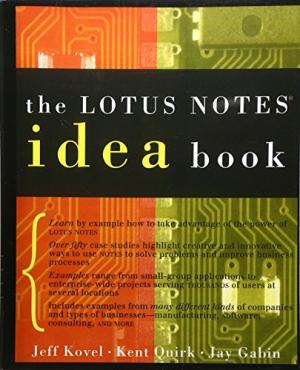 the LOTUS NOTES®
idea book
Learn by example how to take advantage of the power of
LOTUS NOTES
Over fifty case studies highlight creative and innovative
ways to use NOTES to solve problems and improve business
processes
Examples range from small-group applications to
enterprise-wide projects serving THOUSANDS of users at
several locations
Includes examples from many different kinds of companies
and types of businesses—manufacturing, software,
consulting, AND MORE
Jeff Kovel · Kent Quirk · Jay Gabin